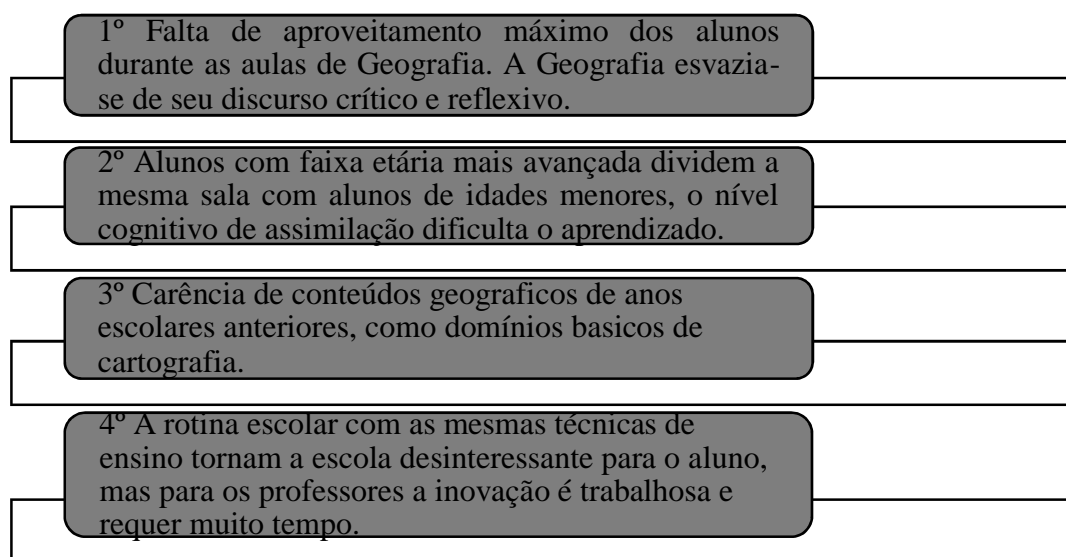 1º Falta de aproveitamento máximo dos alunos
durante as aulas de Geografia. A Geografia esvazia-
se de seu discurso crítico e reflexivo.
2º Alunos com faixa etária mais avançada dividem a
mesma sala com alunos de idades menores, o nível
cognitivo de assimilação dificulta o aprendizado.
3º Carência de conteúdos geograficos de anos
escolares anteriores, como domínios basicos de
cartografia.
4º A rotina escolar com as mesmas técnicas de
ensino tornam a escola desinteressante para o aluno,
mas para os professores a inovação é trabalhosa e
requer muito tempo.